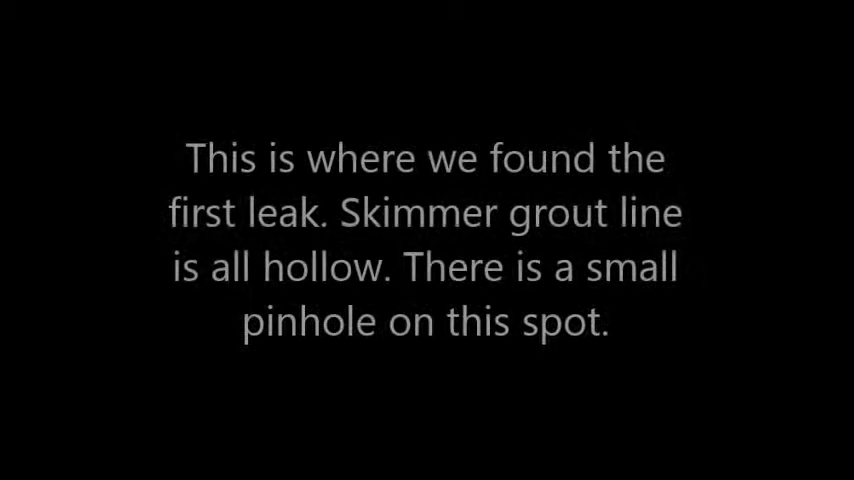 This is where we found the
first leak. Skimmer grout line
is all hollow. There is a small
pinhole on this spot.